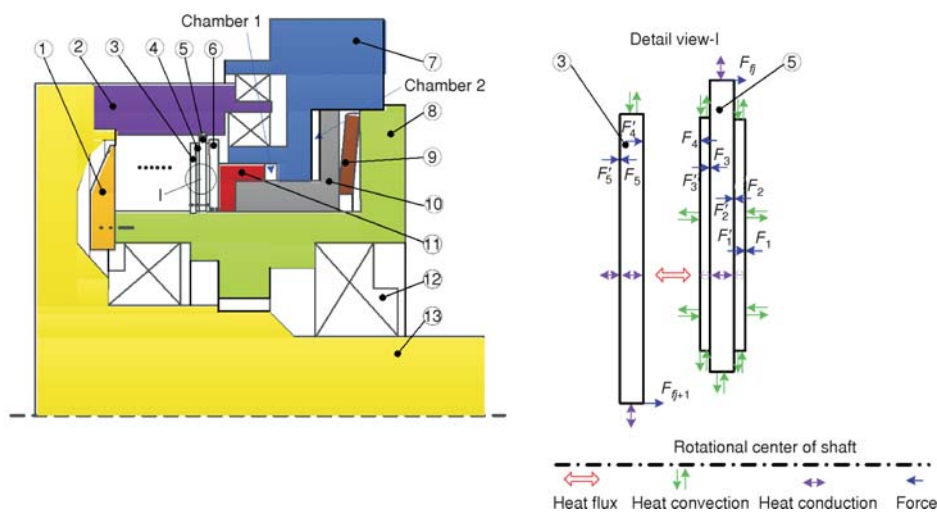 Chamber 1
① ② ③ ④ ⑤ ⑥
⑦
Chamber 2
⑧
⑨
⑩
⑪
⑫
⑬
I
Detail view-I
③
⑤
F_fj
F'_4
F'_5 F_5
F_4
F_3
F'_3
F_2
F'_2
F'_1 F_1
F_fj+1
Rotational center of shaft
Heat flux Heat convection Heat conduction Force